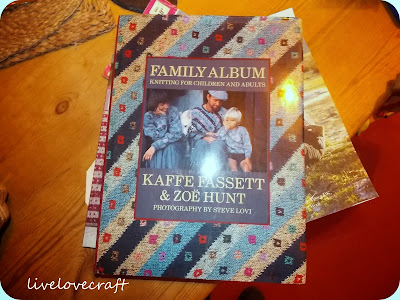 FAMILY ALBUM
KNITTING FOR CHILDREN AND ADULTS
KAFFE FASSETT
& ZOË HUNT
PHOTOGRAPHY BY STEVE LOVI
livelovecraft